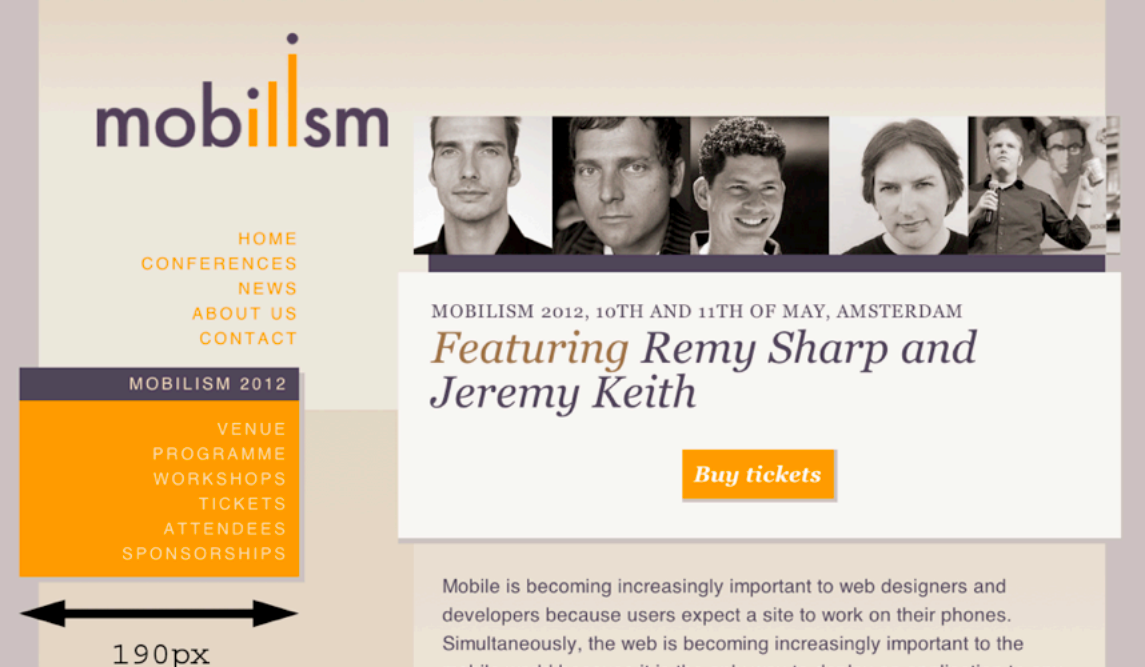 mobilism
HOME
CONFERENCES
NEWS
ABOUT US
CONTACT
MOBILISM 2012
VENUE
PROGRAMME
WORKSHOPS
TICKETS
ATTENDEES
SPONSORSHIPS
190px
MOBILISM 2012, 10TH AND 11TH OF MAY, AMSTERDAM
Featuring Remy Sharp and
Jeremy Keith
Buy tickets
Mobile is becoming increasingly important to web designers and
developers because users expect a site to work on their phones.
Simultaneously, the web is becoming increasingly important to the